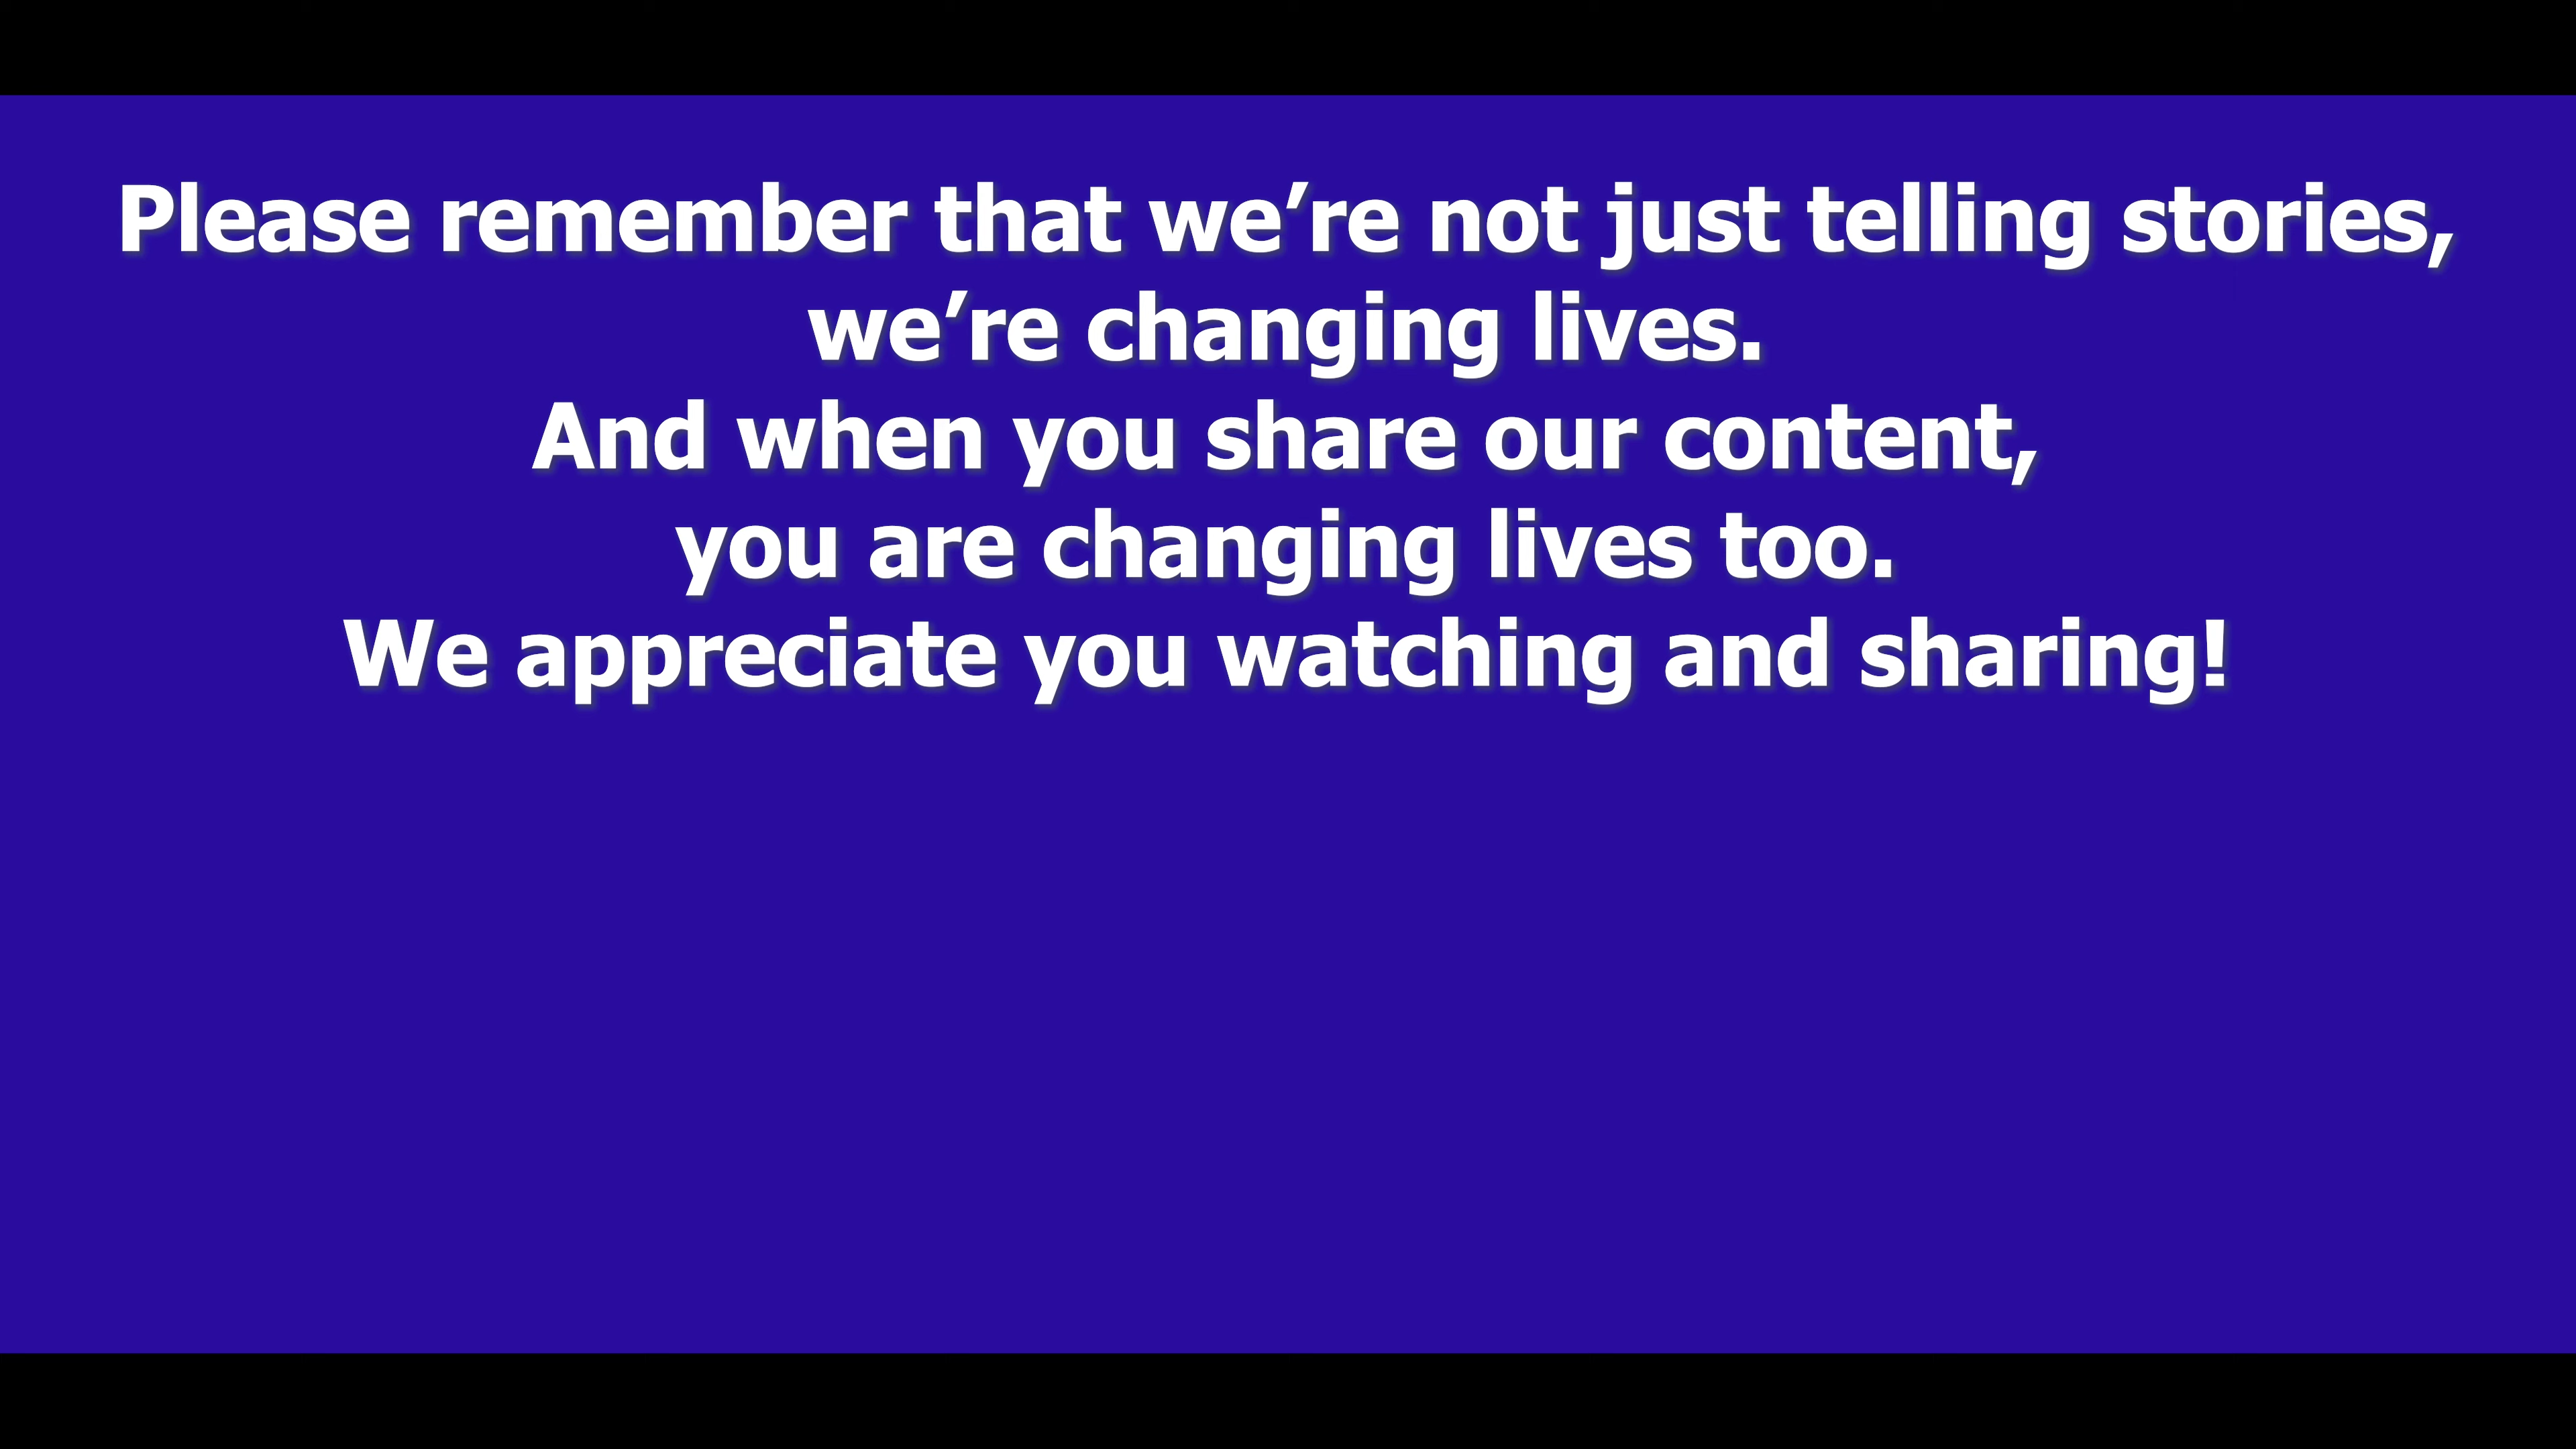 Please remember that we’re not just telling stories,
we’re changing lives.
And when you share our content,
you are changing lives too.
We appreciate you watching and sharing!